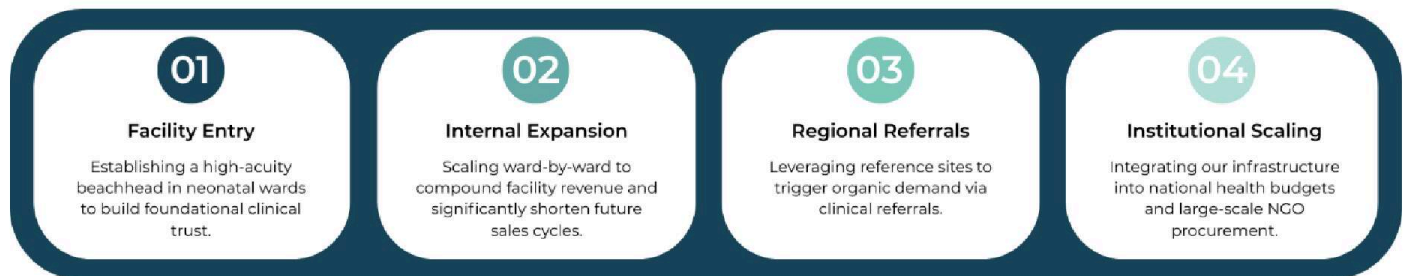 01
Facility Entry
Establishing a high-acuity
beachhead in neonatal wards
to build foundational clinical
trust.
02
Internal Expansion
Scaling ward-by-ward to
compound facility revenue and
significantly shorten future
sales cycles.
03
Regional Referrals
Leveraging reference sites to
trigger organic demand via
clinical referrals.
04
Institutional Scaling
Integrating our infrastructure
into national health budgets
and large-scale NGO
procurement.